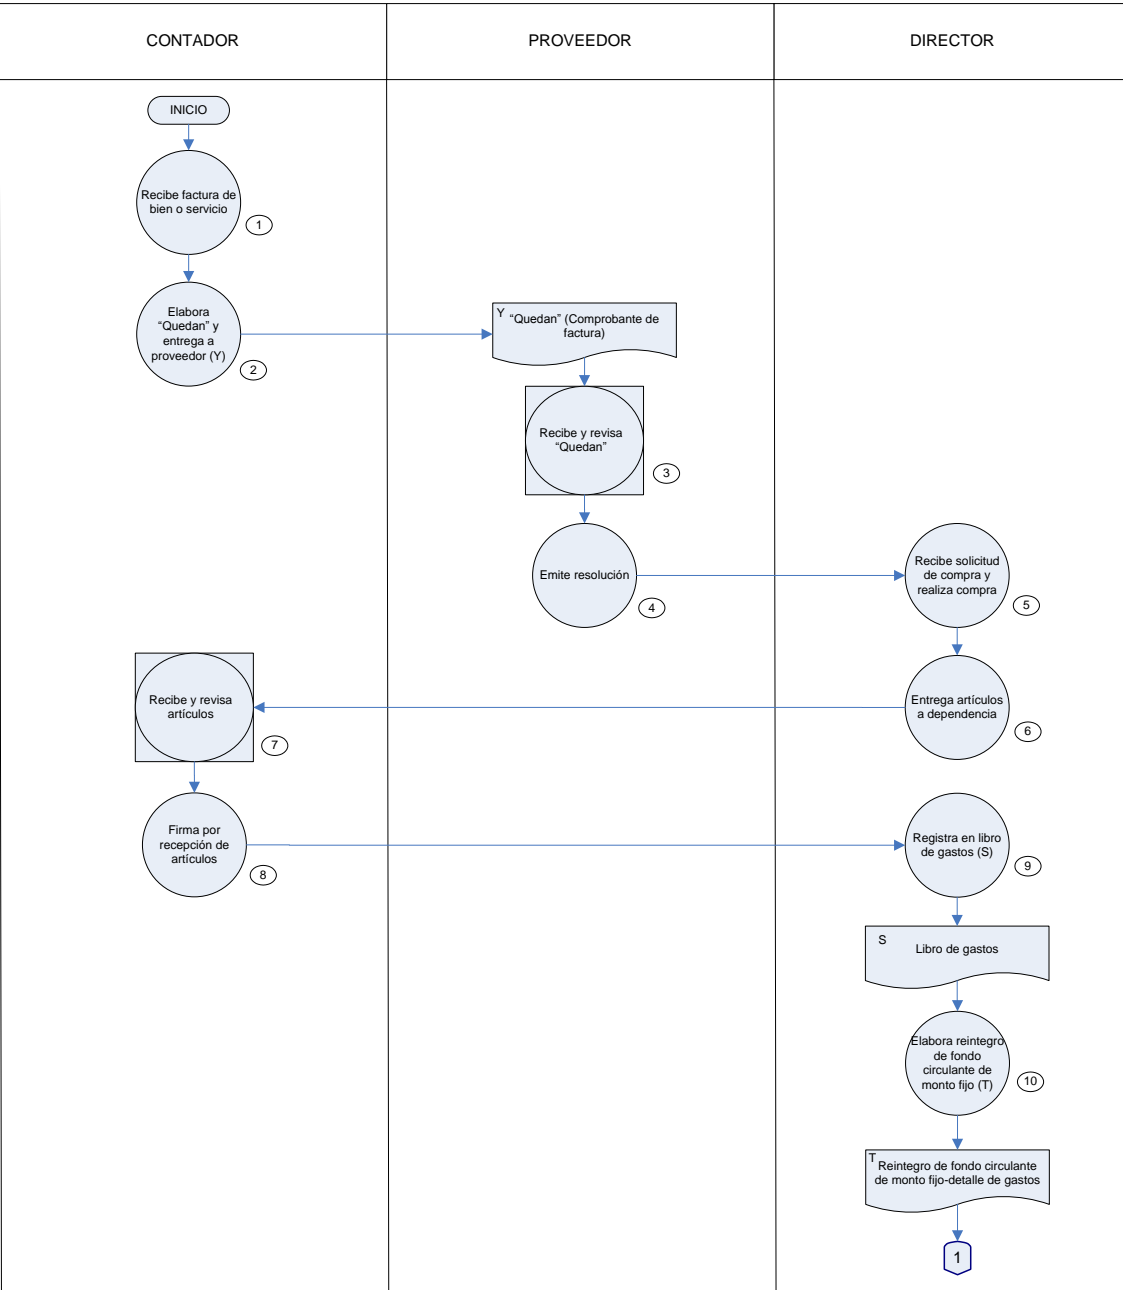 CONTADOR
PROVEEDOR
DIRECTOR
INICIO
Recibe factura de
bien o servicio
1
Elabora
“Quedan” y
entrega a
proveedor (Y)
2
Y
“Quedan” (Comprobante de
factura)
Recibe y revisa
“Quedan”
3
Emite resolución
4
Recibe solicitud
de compra y
realiza compra
5
Entrega artículos
a dependencia
6
Recibe y revisa
artículos
7
Firma por
recepción de
artículos
8
Registra en libro
de gastos (S)
9
S
Libro de gastos
Elabora reintegro
de fondo
circulante de
monto fijo (T)
10
T
Reintegro de fondo circulante
de monto fijo-detalle de gastos
1